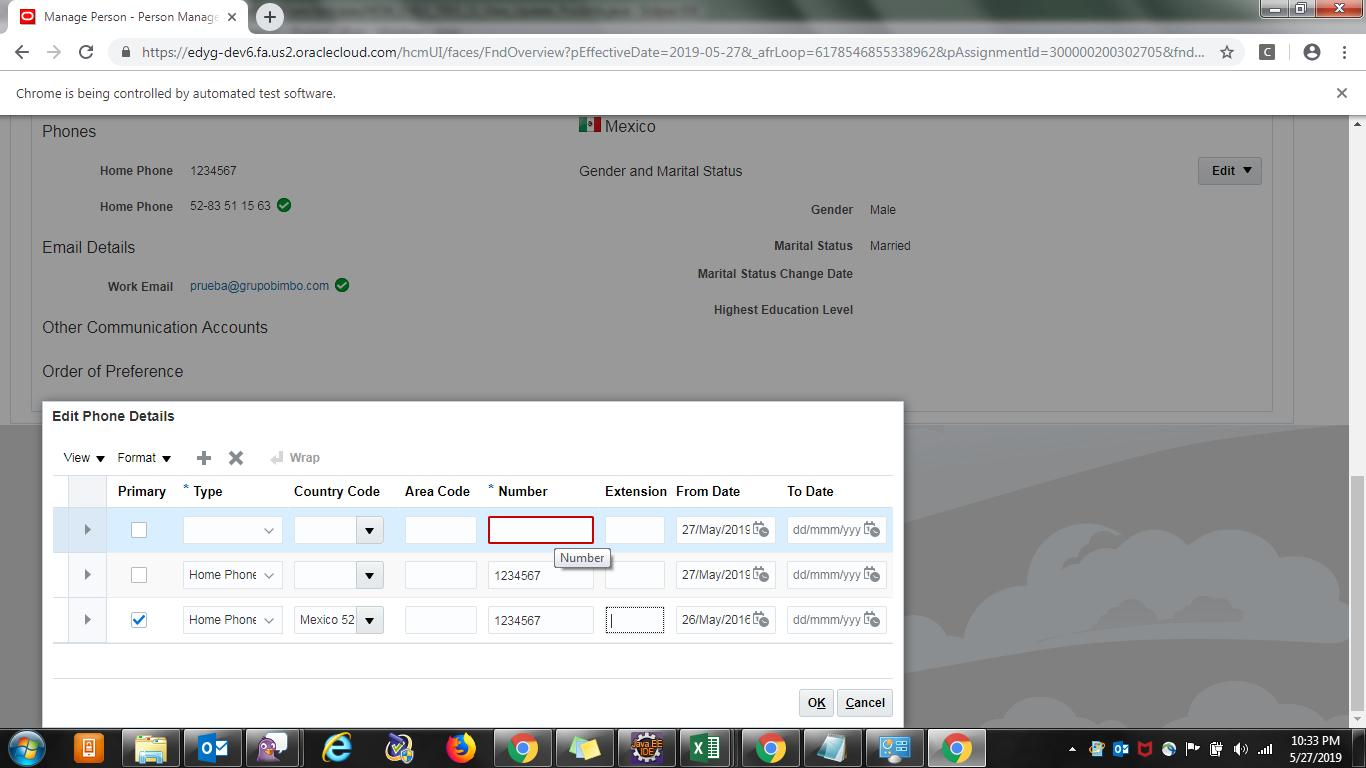 Manage Person - Person Manage
https://edyg-dev6.fa.us2.oraclecloud.com/hcmUI/faces/FndOverview?pEffectiveDate=2019-05-27&_afrLoop=6178546855338962&pAssignmentId=300000200302705&fnd...
C
Chrome is being controlled by automated test software.
Phones
Mexico
Home Phone 1234567
Gender and Marital Status
Edit
Home Phone 52-83 51 15 63
Gender Male
Email Details
Marital Status Married
Marital Status Change Date
Work Email prueba@grupobimbo.com
Highest Education Level
Other Communication Accounts
Order of Preference
Edit Phone Details
View Format Wrap
Primary * Type Country Code Area Code * Number Extension From Date To Date
27/May/2019 dd/mmm/yyy
Number
Home Phone 1234567 27/May/2019 dd/mmm/yyy
Home Phone Mexico 52 1234567 26/May/2016 dd/mmm/yyy
OK Cancel
Java EE
IDE
10:33 PM
5/27/2019